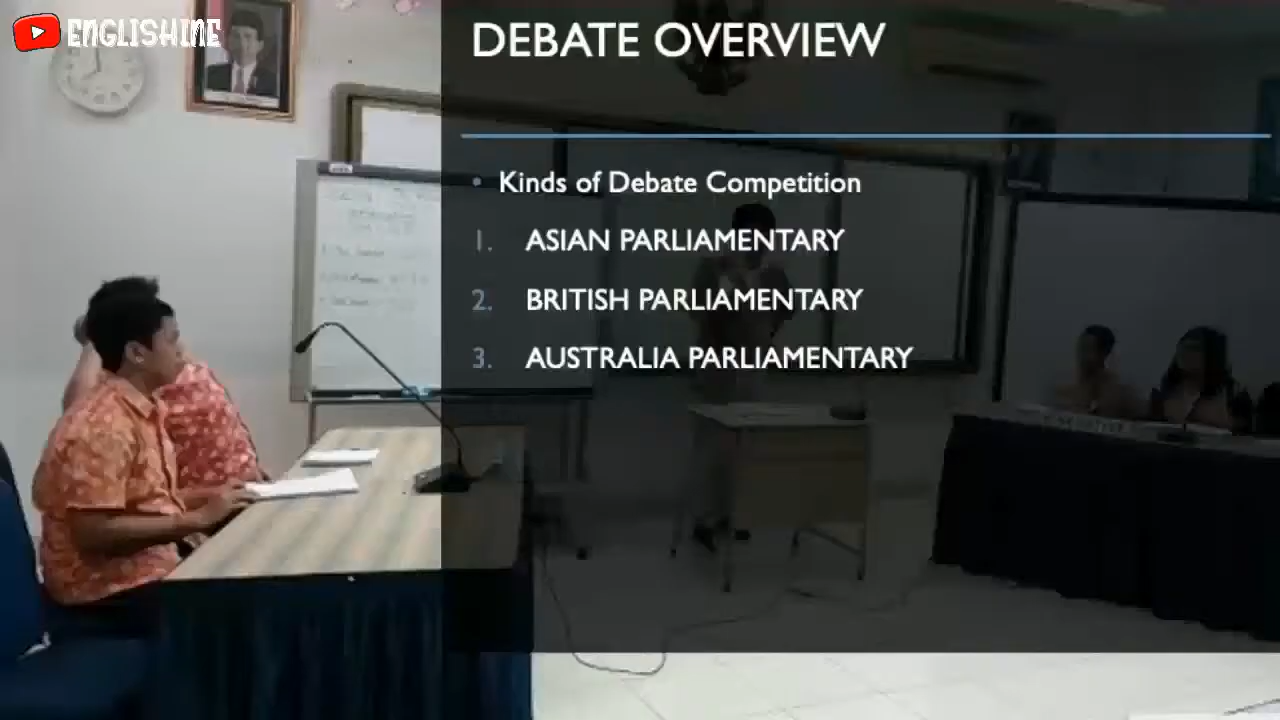 ENGLISHINE
DEBATE OVERVIEW
• Kinds of Debate Competition
1. ASIAN PARLIAMENTARY
2. BRITISH PARLIAMENTARY
3. AUSTRALIA PARLIAMENTARY